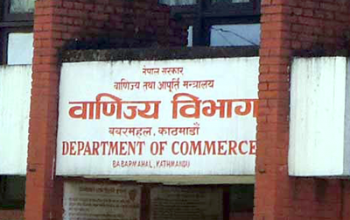 नेपाल सरकार
वाणिज्य तथा आपूर्ति मन्त्रालय
वाणिज्य विभाग
बबरमहल, काठमाडौं
DEPARTMENT OF COMMERCE
BABARMAHAL, KATHMANDU